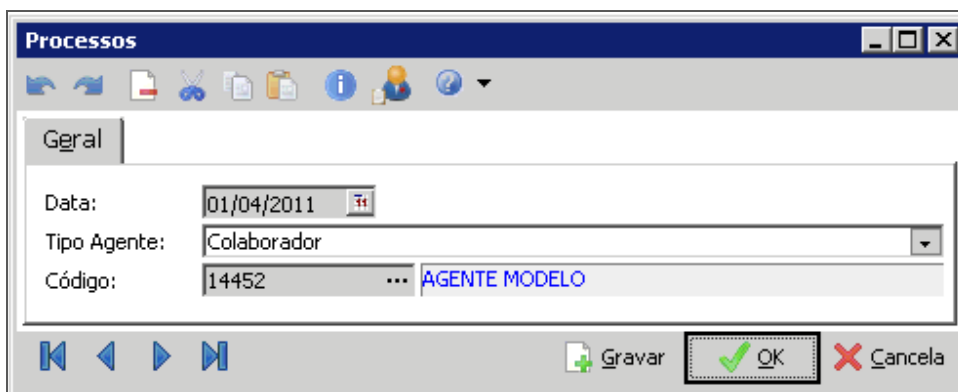 Processos
Geral
Data: 01/04/2011
Tipo Agente: Colaborador
Código: 14452 ... AGENTE MODELO
Gravar OK Cancela